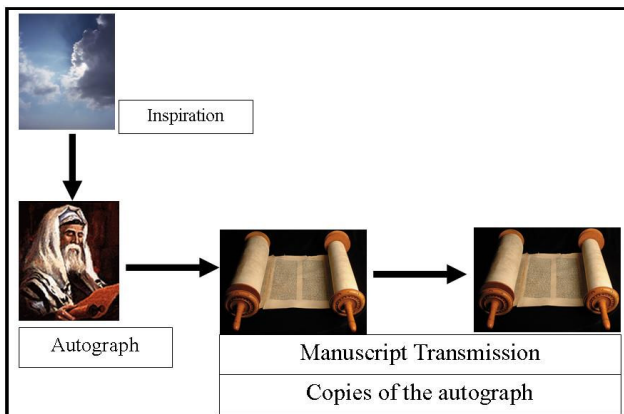 Inspiration
Autograph
Manuscript Transmission
Copies of the autograph